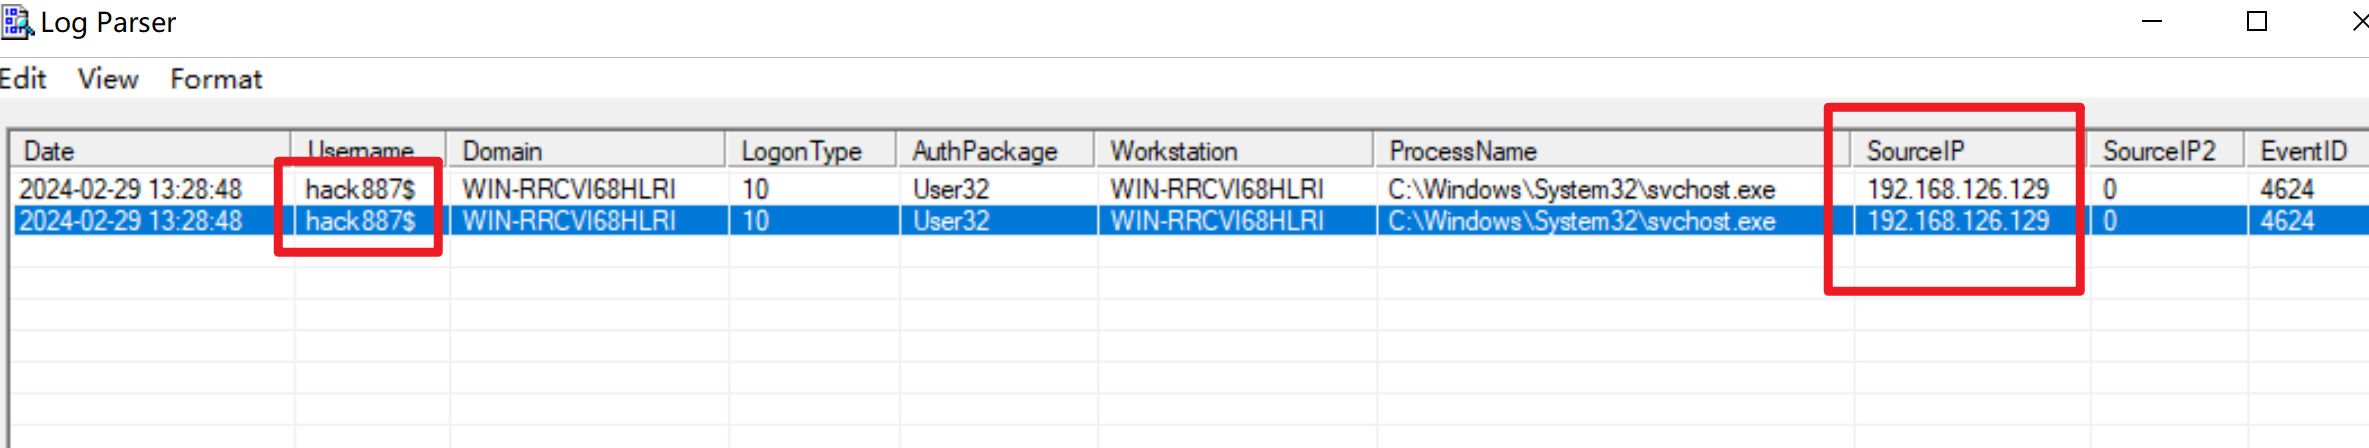 Log Parser
Edit View Format
Date Username Domain LogonType AuthPackage Workstation ProcessName SourceIP SourceIP2 EventID
2024-02-29 13:28:48 hack887$ WIN-RRCVI68HLRI 10 User32 WIN-RRCVI68HLRI C:\Windows\System32\svchost.exe 192.168.126.129 0 4624
2024-02-29 13:28:48 hack887$ WIN-RRCVI68HLRI 10 User32 WIN-RRCVI68HLRI C:\Windows\System32\svchost.exe 192.168.126.129 0 4624